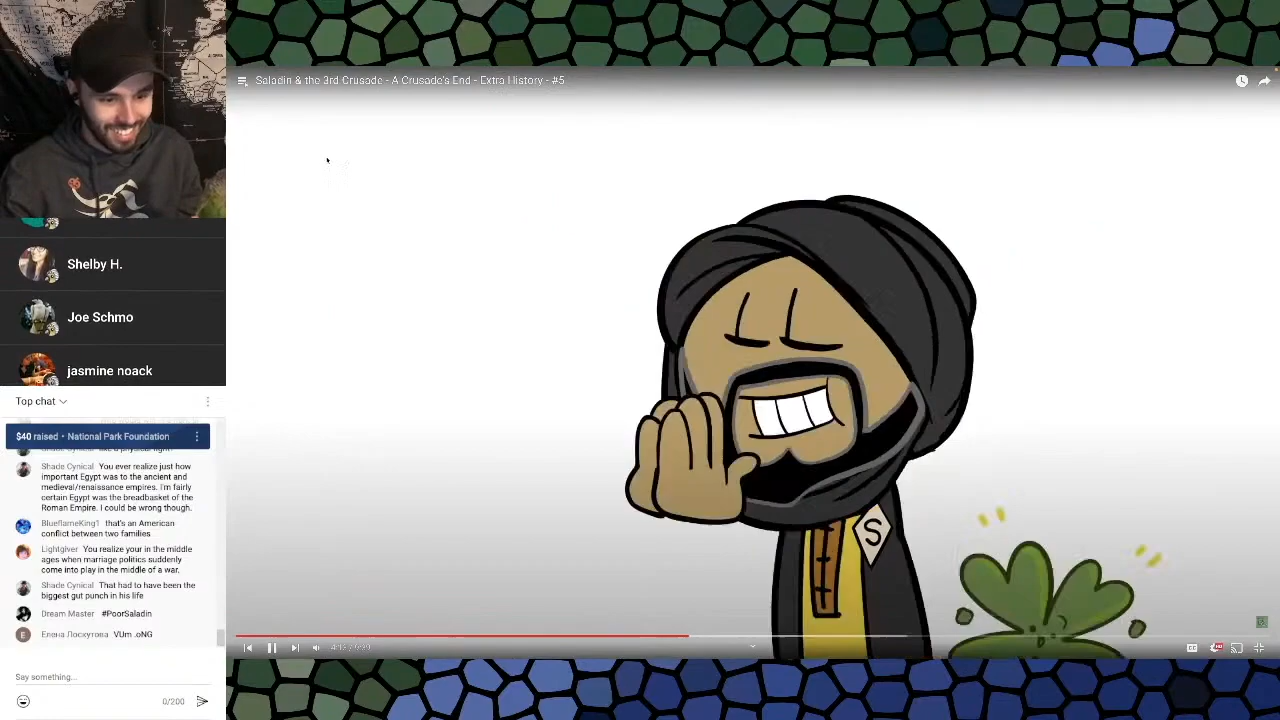 USA
Saladin & the 3rd Crusade - A Crusade's End - Extra History - #5
Shelby H.
Joe Schmo
jasmine noack
Top chat
$40 raised • National Park Foundation
Shade Cynical You ever realize just how
important Egypt was to the ancient and
medieval/renaissance empires. I'm fairly
certain Egypt was the breadbasket of the
Roman Empire. I could be wrong though.
BlueflameKing1 that's an American
conflict between two families
Lightgiver You realize your in the middle
ages when marriage politics suddenly
come into play in the middle of a war.
Shade Cynical That had to have been the
biggest gut punch in his life
Dream Master #PoorSaladin
E Елена Лоскутова VUm .oNG
Say something...
0/200
S
CC
HD